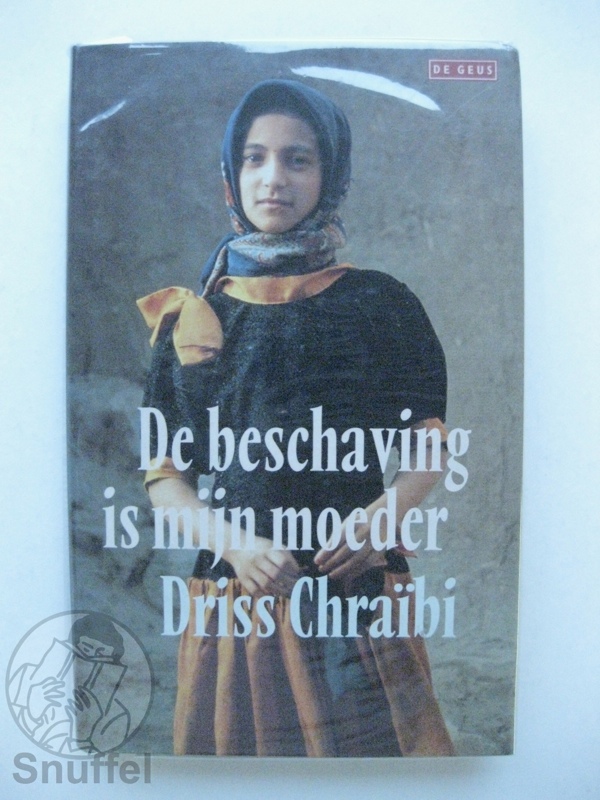 DE GEUS
De beschaving
is mijn moeder
Driss Chraïbi
Snuffel